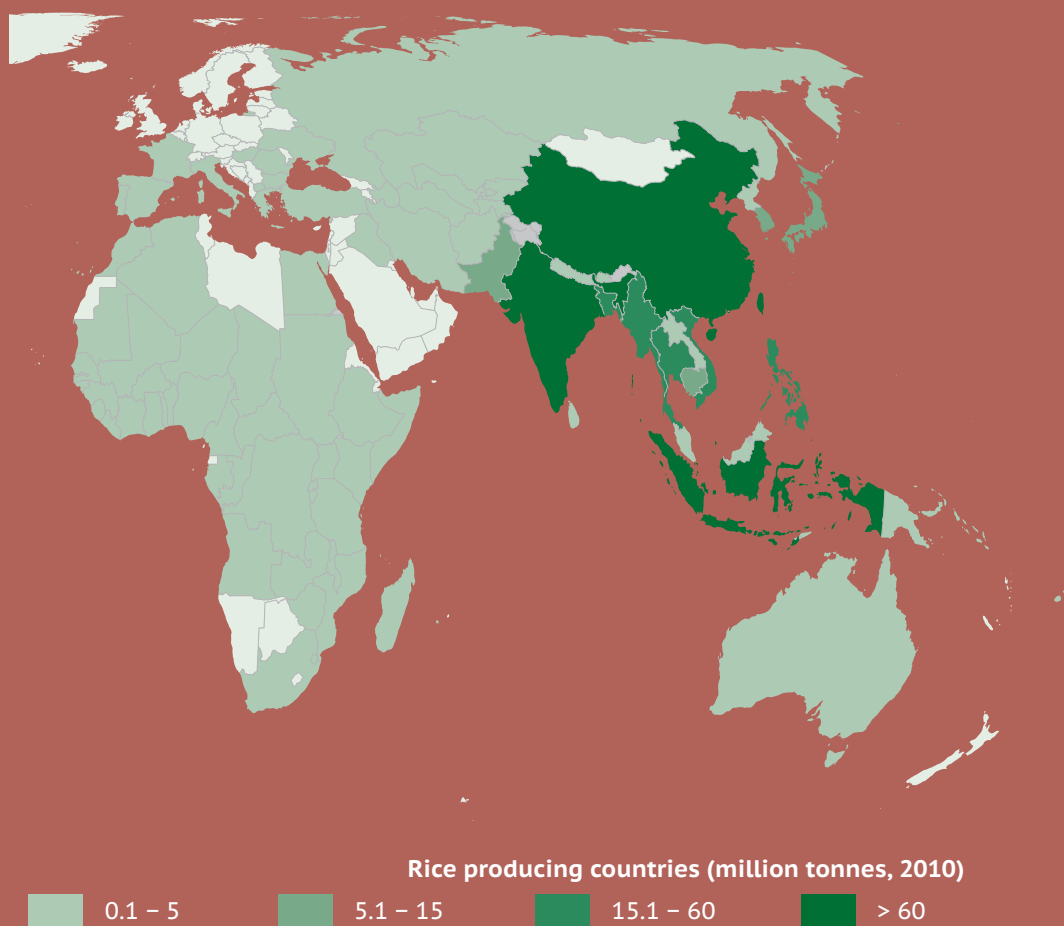 Rice producing countries (million tonnes, 2010)
0.1 – 5 5.1 – 15 15.1 – 60 > 60